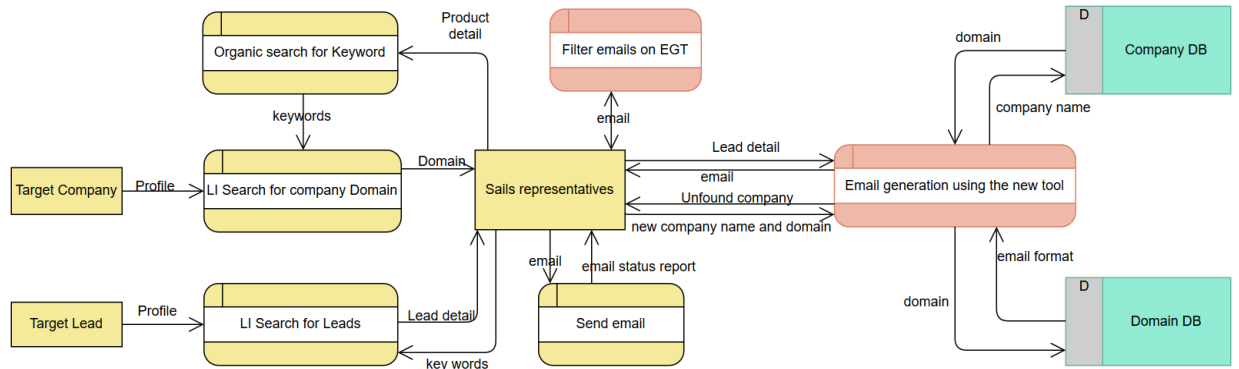 Product
detail
D
Organic search for Keyword
Filter emails on EGT
domain
Company DB
company name
keywords
email
Lead detail
Target Company
Profile
LI Search for company Domain
Domain
Sails representatives
email
Email generation using the new tool
Unfound company
new company name and domain
email
email status report
email format
D
domain
Target Lead
Profile
LI Search for Leads
Lead detail
Send email
Domain DB
key words